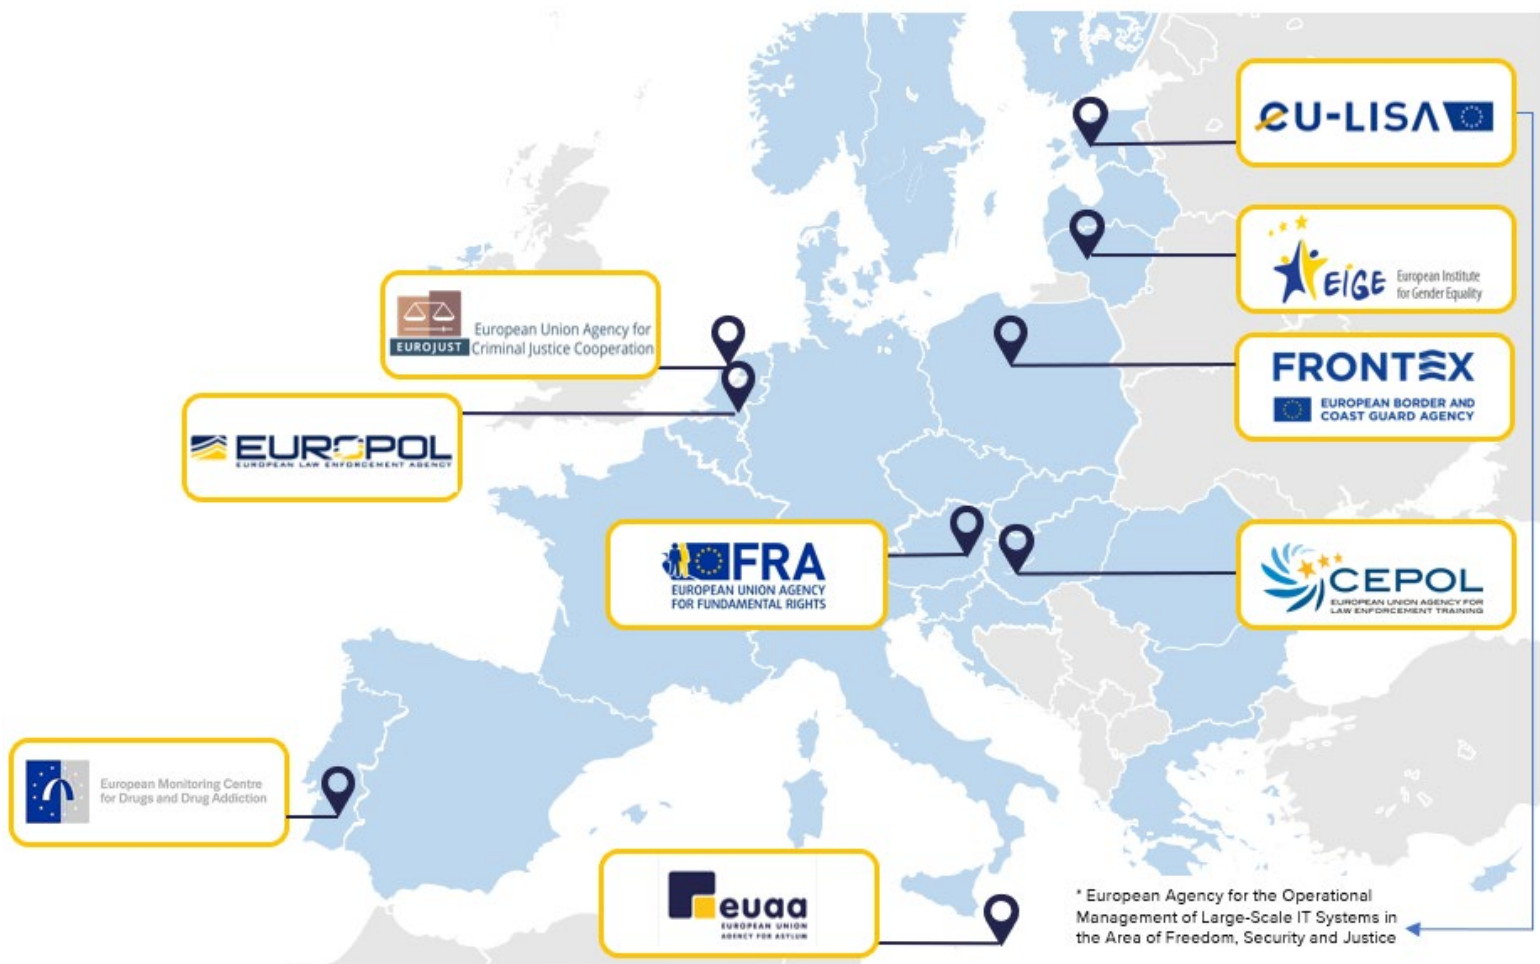 eU-LISA
EIGE
European Institute
for Gender Equality
EUROJUST
European Union Agency for
Criminal Justice Cooperation
FRONTEX
EUROPEAN BORDER AND
COAST GUARD AGENCY
EUROPOL
EUROPEAN LAW ENFORCEMENT AGENCY
FRA
EUROPEAN UNION AGENCY
FOR FUNDAMENTAL RIGHTS
CEPOL
EUROPEAN UNION AGENCY FOR
LAW ENFORCEMENT TRAINING
European Monitoring Centre
for Drugs and Drug Addiction
euaa
EUROPEAN UNION
AGENCY FOR ASYLUM
* European Agency for the Operational
Management of Large-Scale IT Systems in
the Area of Freedom, Security and Justice